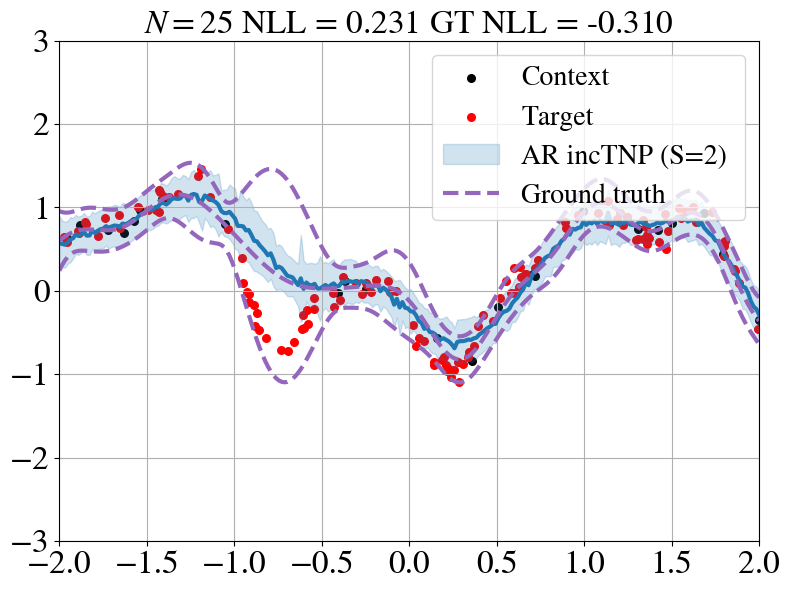 N = 25 NLL = 0.231 GT NLL = -0.310
3
2
1
0
−1
−2
−3
Context
Target
AR incTNP (S=2)
Ground truth
−2.0 −1.5 −1.0 −0.5 0.0 0.5 1.0 1.5 2.0